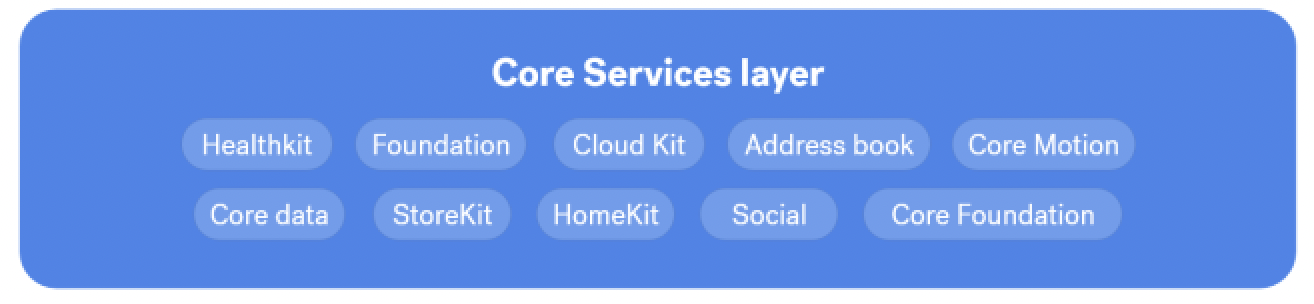 Core Services layer
Healthkit Foundation Cloud Kit Address book Core Motion
Core data StoreKit HomeKit Social Core Foundation